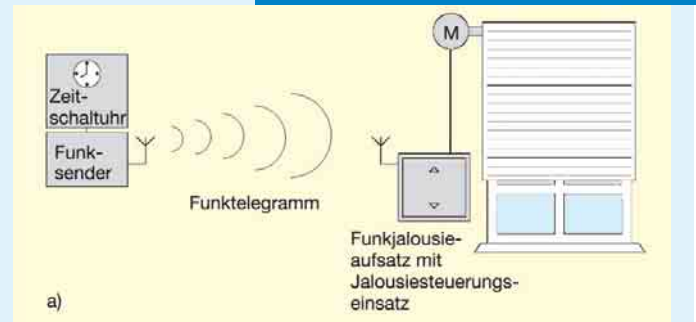 M
Zeit-
schaltuhr
Funk-
sender
Funktelegramm
Funkjalousie-
aufsatz mit
Jalousiesteuerungs-
einsatz
a)